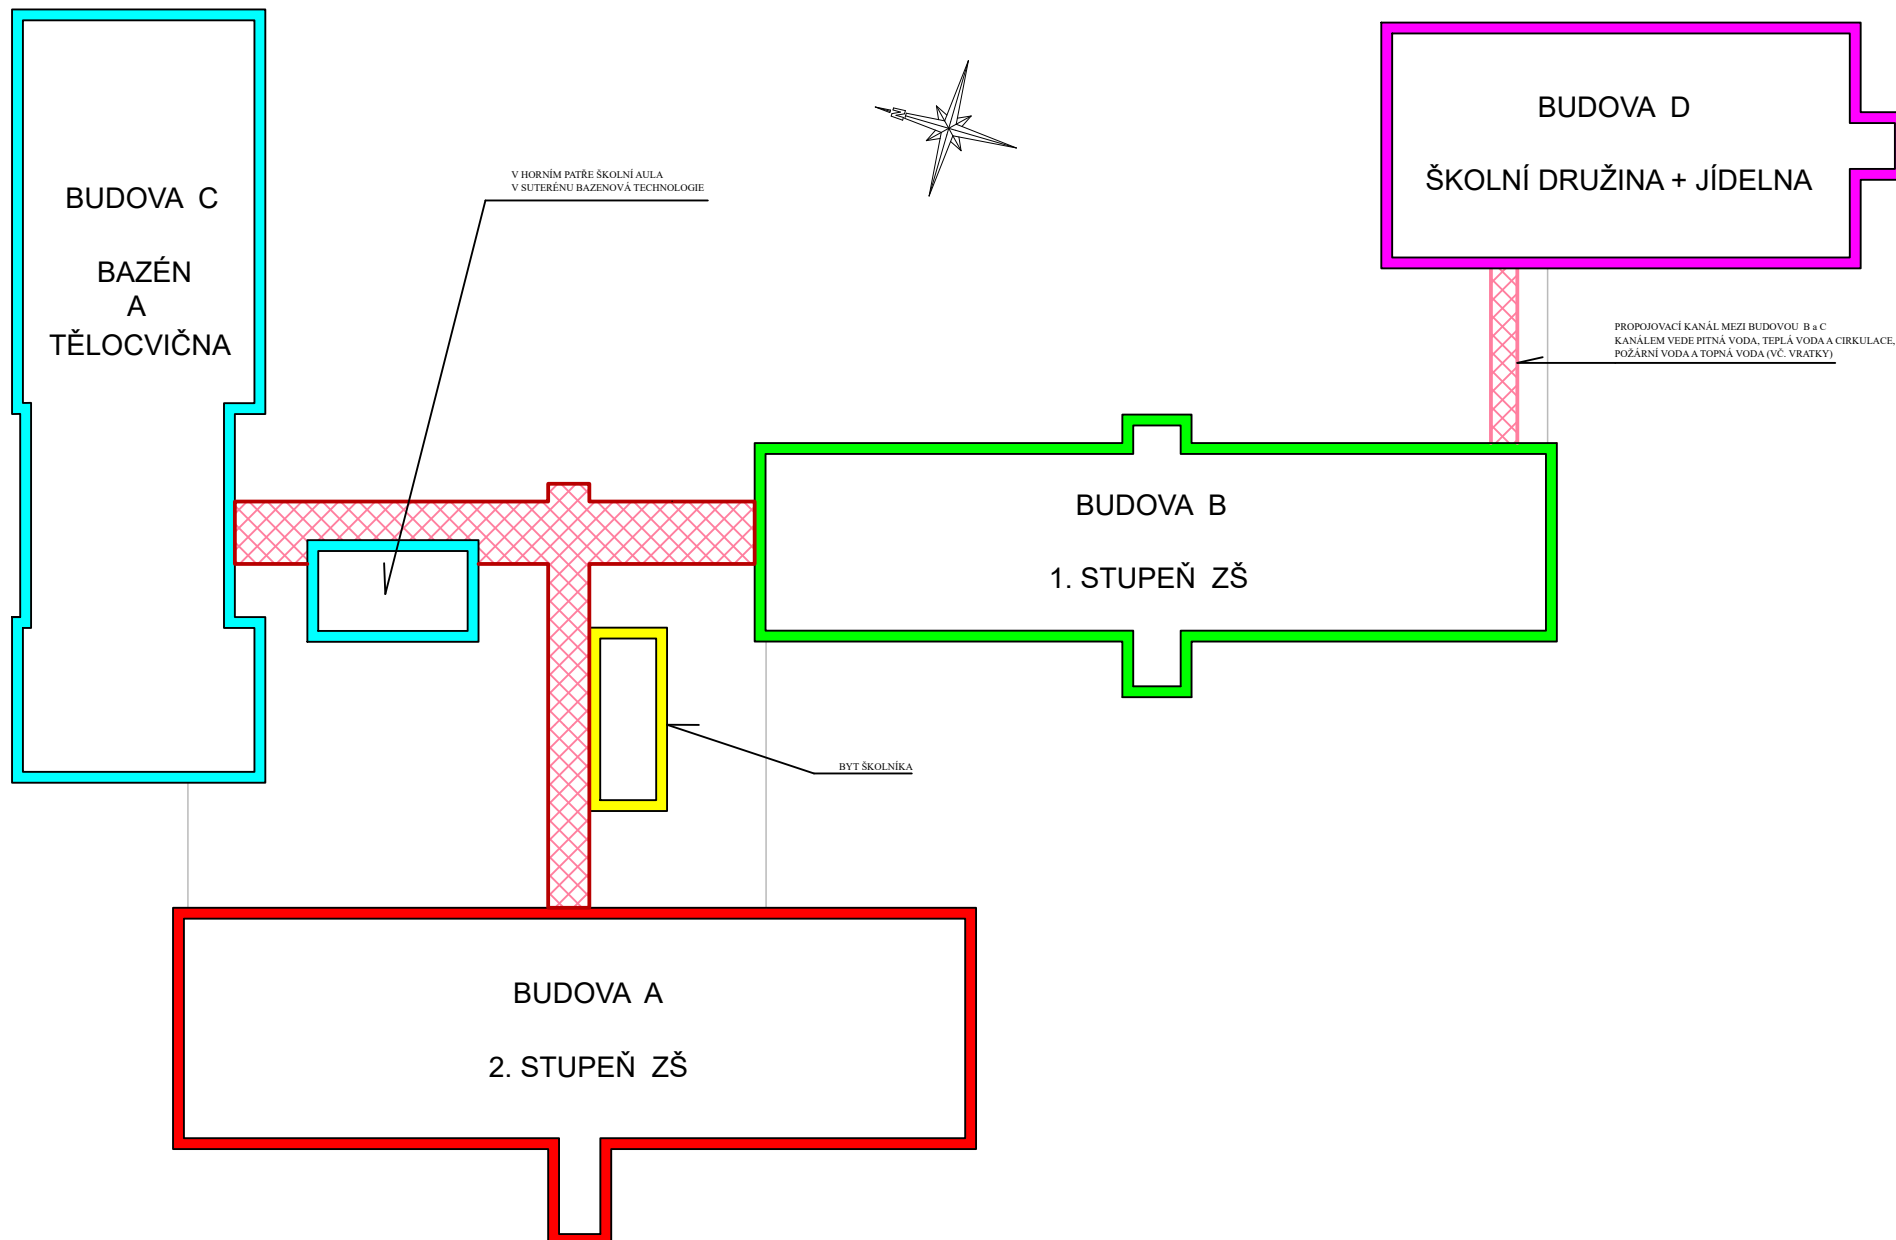 BUDOVA C
BAZÉN
A
TĚLOCVIČNA
V HORNÍM PATŘE ŠKOLNÍ AULA
V SUTERÉNU BAZENOVÁ TECHNOLOGIE
N
BUDOVA D
ŠKOLNÍ DRUŽINA + JÍDELNA
PROPOJOVACÍ KANÁL MEZI BUDOVOU B a C
KANÁLEM VEDE PITNÁ VODA, TEPLÁ VODA A CIRKULACE,
POŽÁRNÍ VODA A TOPNÁ VODA (VČ. VRATKY)
BUDOVA B
1. STUPEŇ ZŠ
BYT ŠKOLNÍKA
BUDOVA A
2. STUPEŇ ZŠ